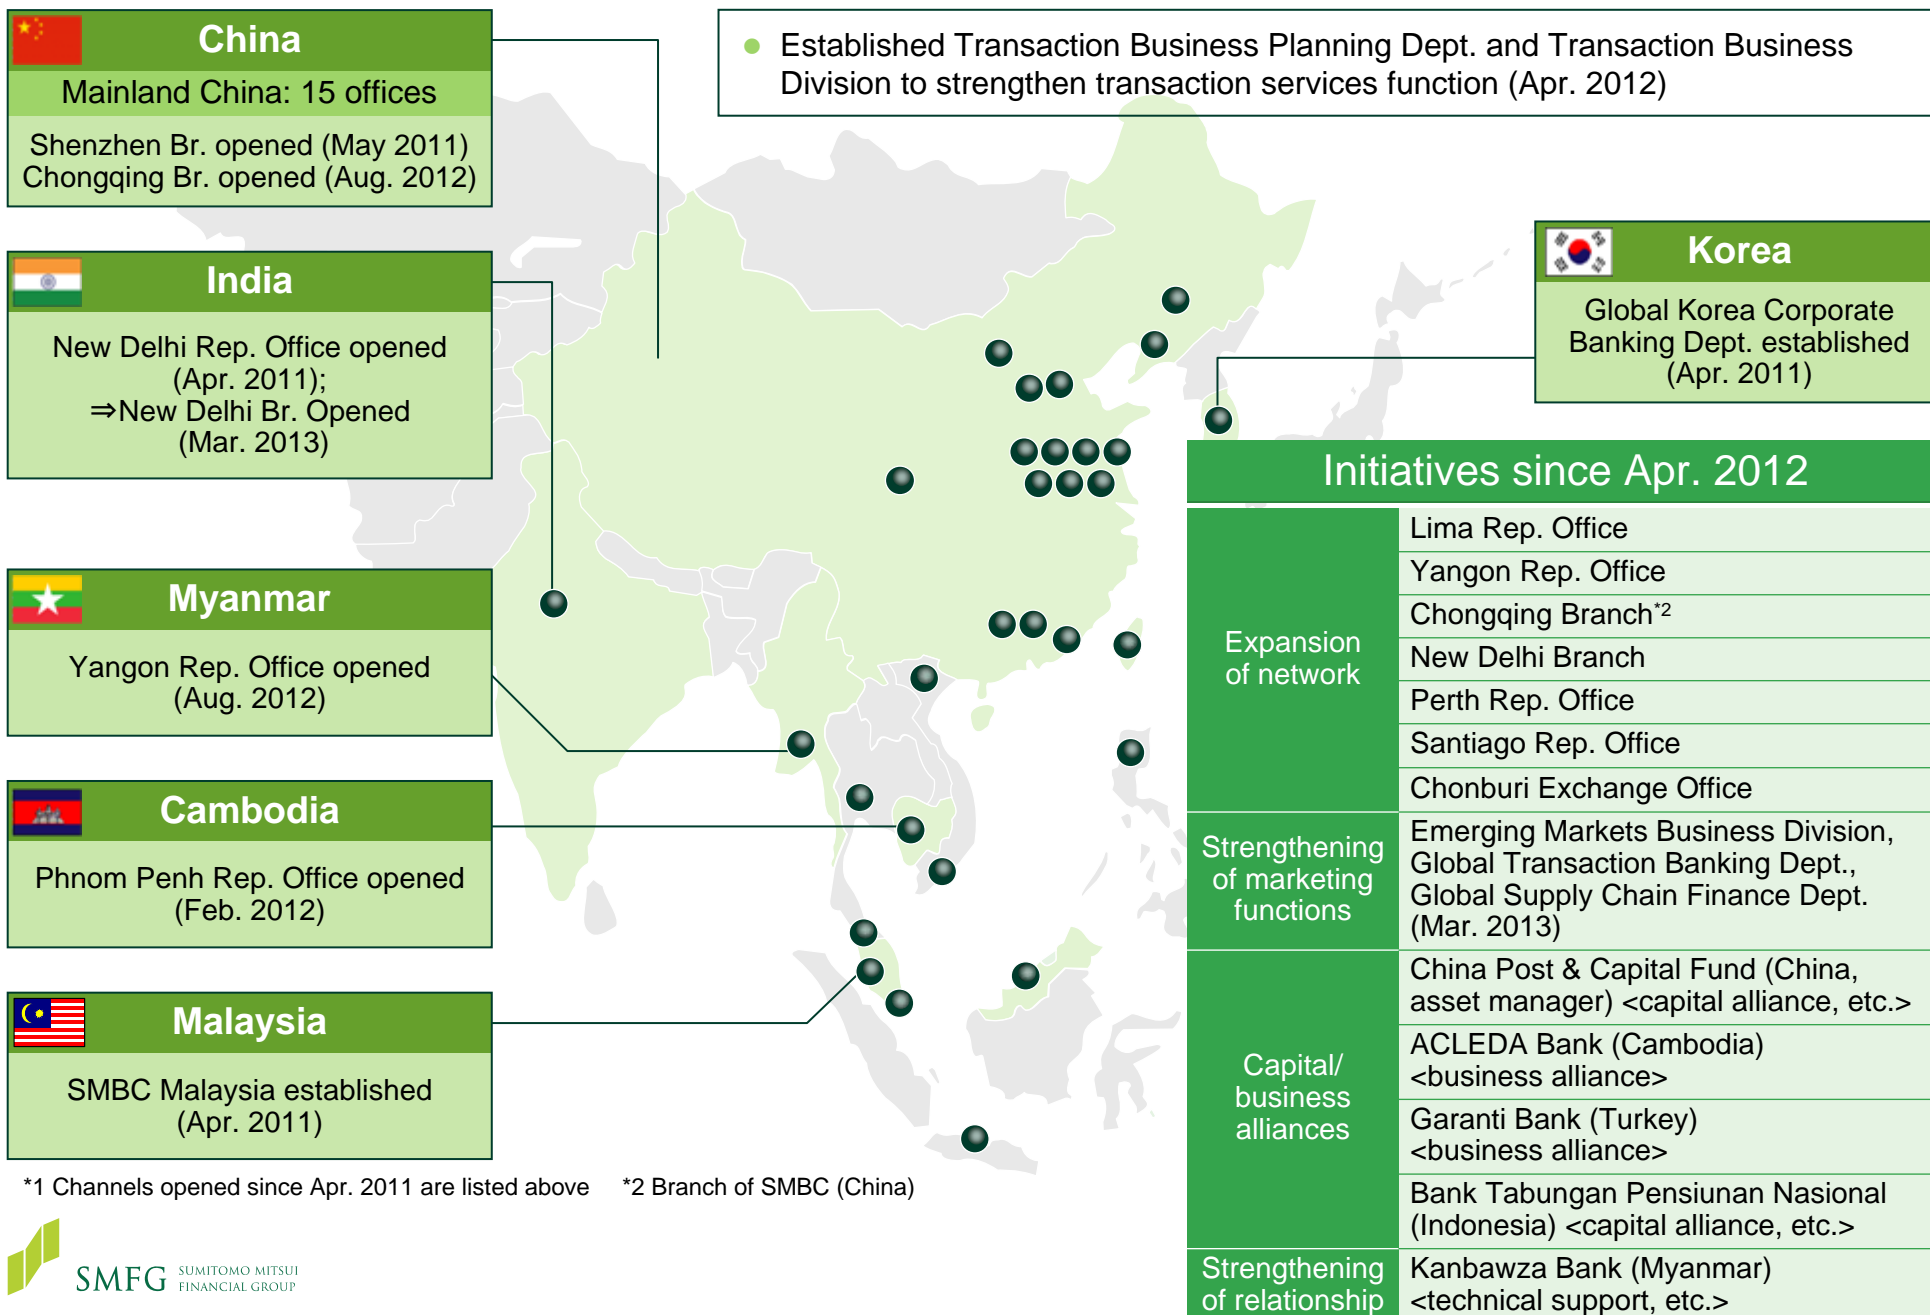 China
Mainland China: 15 offices
Shenzhen Br. opened (May 2011)
Chongqing Br. opened (Aug. 2012)
● Established Transaction Business Planning Dept. and Transaction Business
Division to strengthen transaction services function (Apr. 2012)
India
New Delhi Rep. Office opened
(Apr. 2011);
⇒New Delhi Br. Opened
(Mar. 2013)
Korea
Global Korea Corporate
Banking Dept. established
(Apr. 2011)
Myanmar
Yangon Rep. Office opened
(Aug. 2012)
Cambodia
Phnom Penh Rep. Office opened
(Feb. 2012)
Malaysia
SMBC Malaysia established
(Apr. 2011)
Initiatives since Apr. 2012
Expansion
of network
Lima Rep. Office
Yangon Rep. Office
Chongqing Branch*2
New Delhi Branch
Perth Rep. Office
Santiago Rep. Office
Chonburi Exchange Office
Strengthening
of marketing
functions
Emerging Markets Business Division,
Global Transaction Banking Dept.,
Global Supply Chain Finance Dept.
(Mar. 2013)
Capital/
business
alliances
China Post & Capital Fund (China,
asset manager) <capital alliance, etc.>
ACLEDA Bank (Cambodia)
<business alliance>
Garanti Bank (Turkey)
<business alliance>
Bank Tabungan Pensiunan Nasional
(Indonesia) <capital alliance, etc.>
Strengthening
of relationship
Kanbawza Bank (Myanmar)
<technical support, etc.>
*1 Channels opened since Apr. 2011 are listed above *2 Branch of SMBC (China)
SMFG SUMITOMO MITSUI
FINANCIAL GROUP